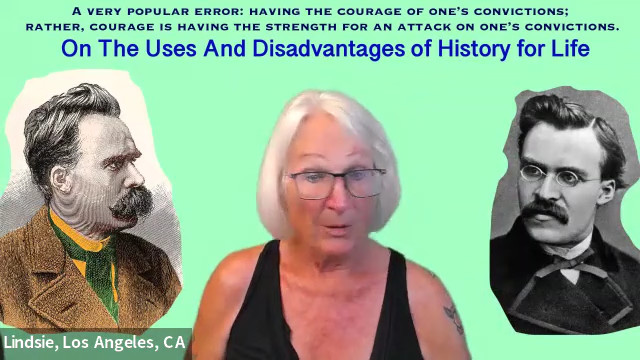 A VERY POPULAR ERROR: HAVING THE COURAGE OF ONE'S CONVICTIONS;
RATHER, COURAGE IS HAVING THE STRENGTH FOR AN ATTACK ON ONE'S CONVICTIONS.
On The Uses And Disadvantages of History for Life
Lindsie, Los Angeles, CA